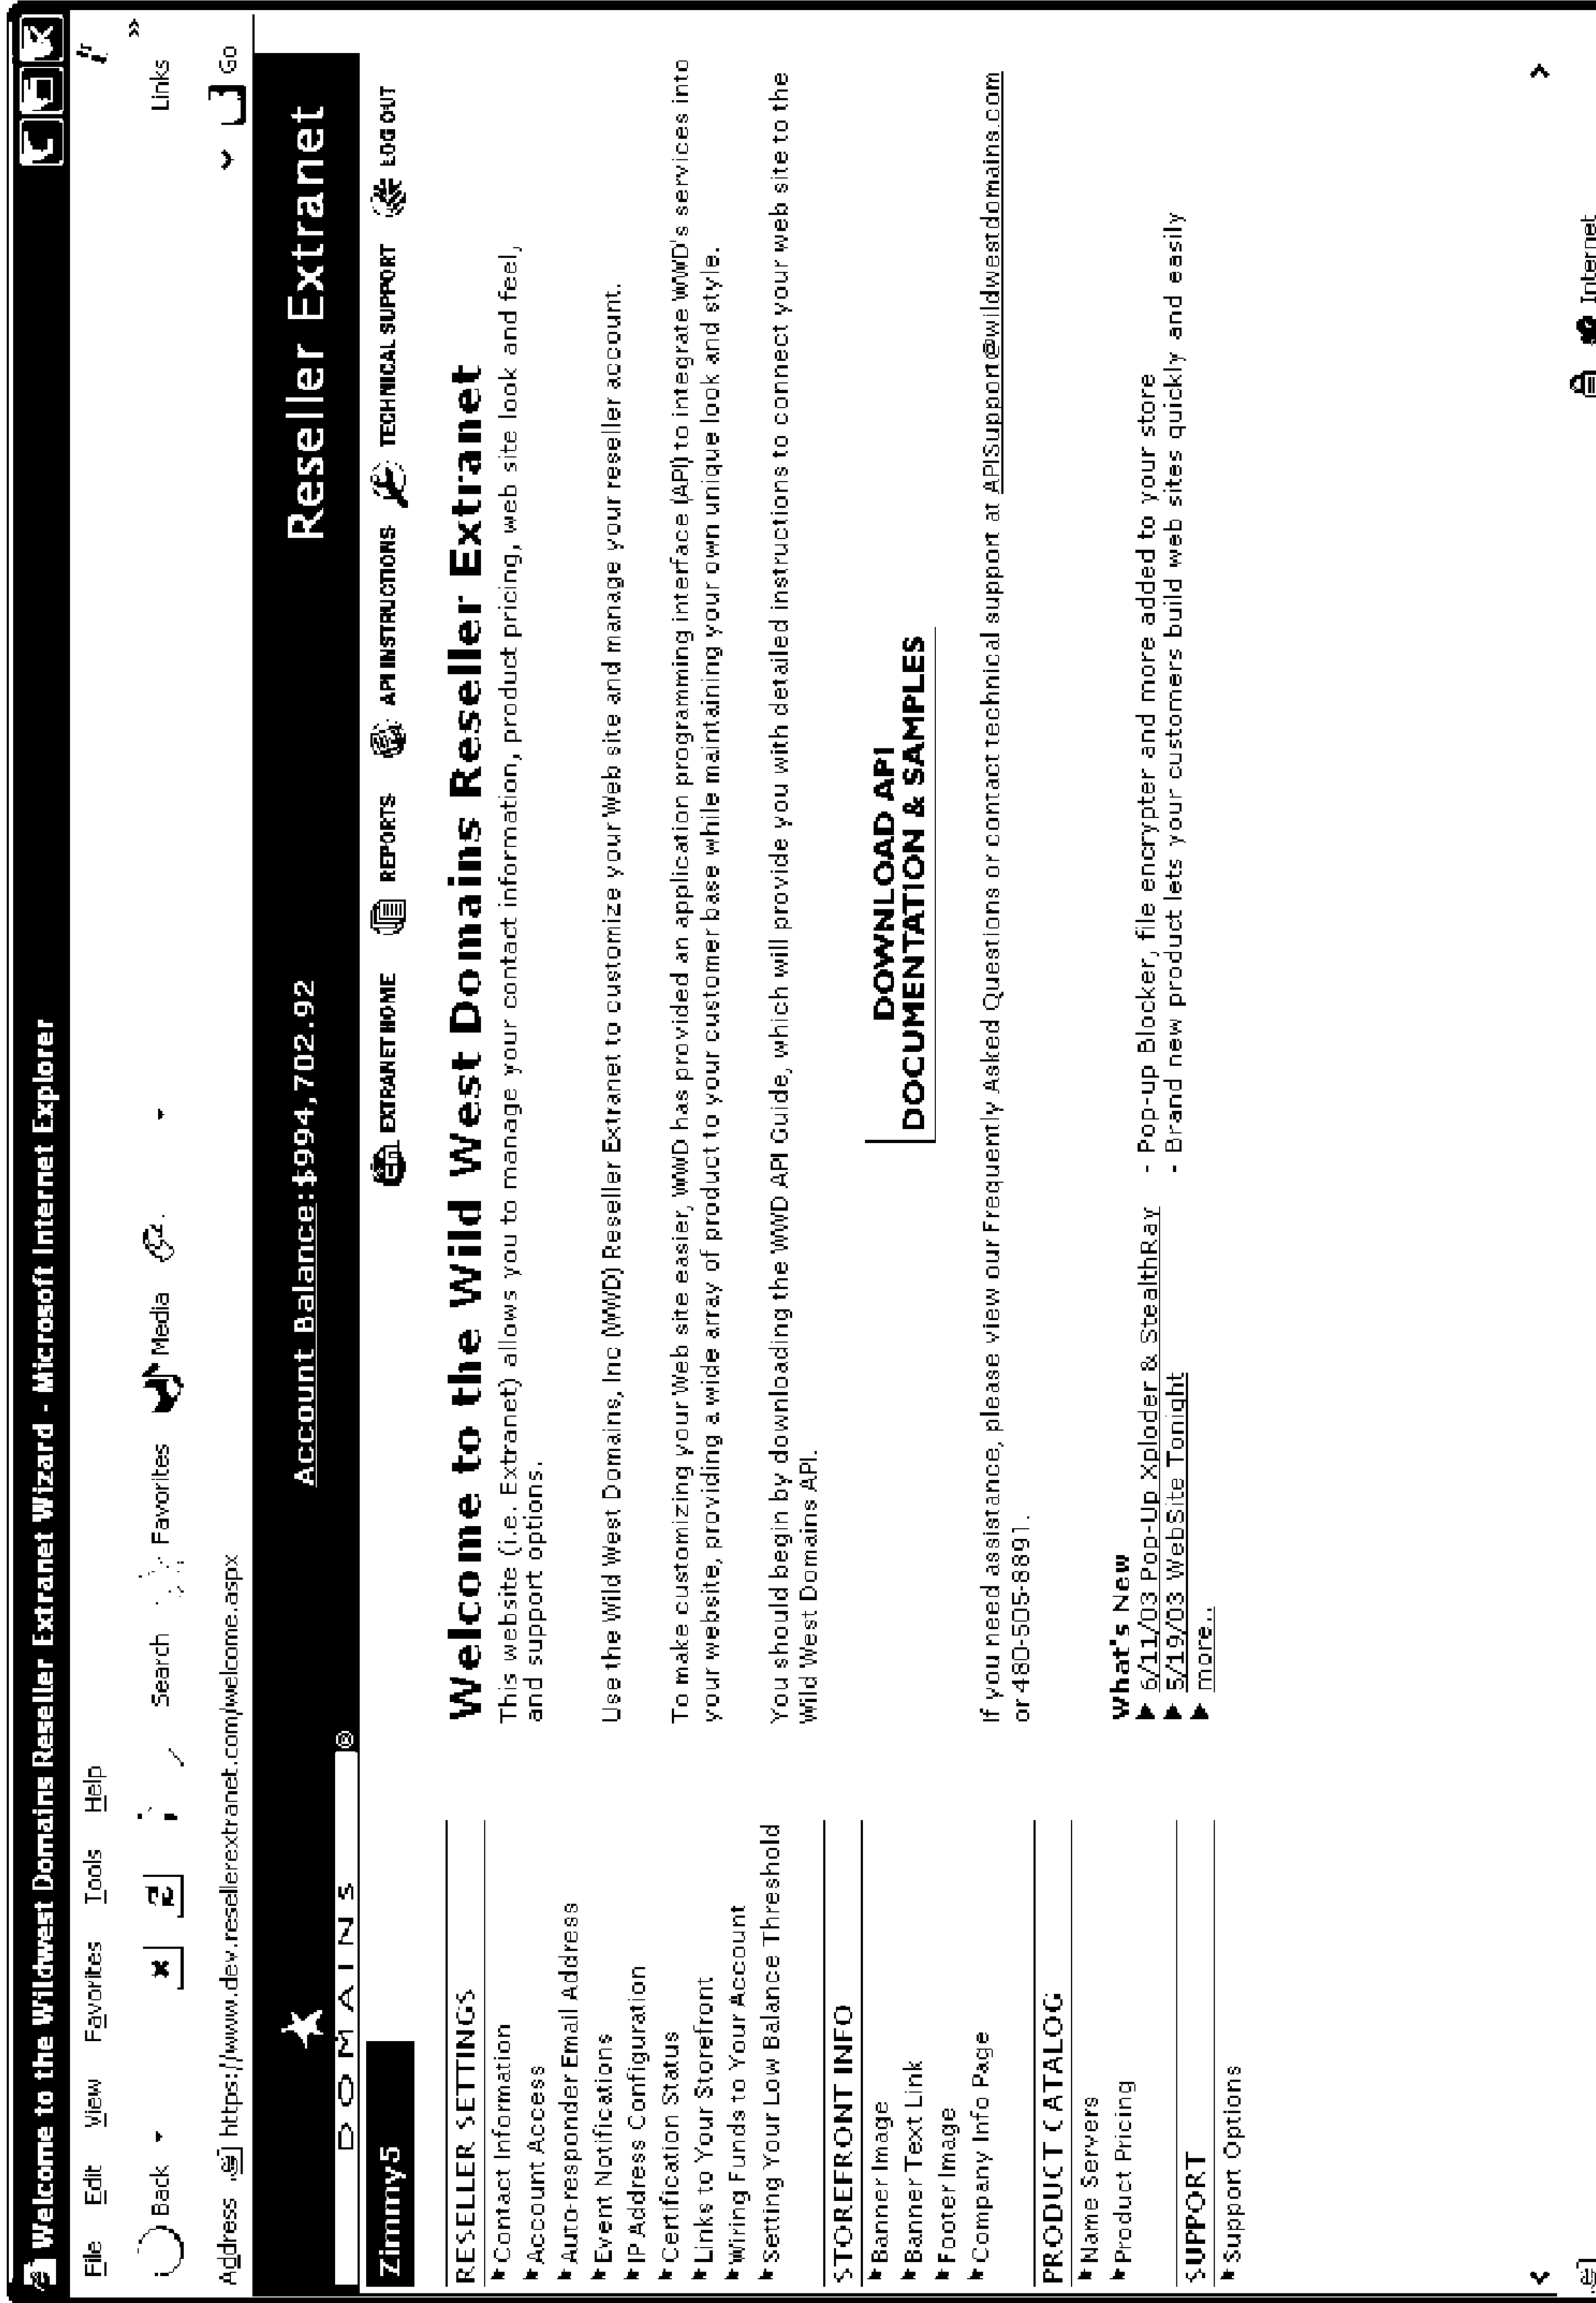 Welcome to the Wildwest Domains Reseller Extranet Wizard - Microsoft Internet Explorer
File Edit View Favorites Tools Help
Back Search Favorites Media Links »
Address https://www.dev.resellerextranet.com/welcome.aspx Go
DOMAINS ®
Account Balance:$994,702.92
Reseller Extranet
Zimmy5
EXTRANET HOME REPORTS API INSTRUCTIONS TECHNICAL SUPPORT LOG OUT
RESELLER SETTINGS
Contact Information
Account Access
Auto-responder Email Address
Event Notifications
IP Address Configuration
Certification Status
Links to Your Storefront
Wiring Funds to Your Account
Setting Your Low Balance Threshold
STOREFRONT INFO
Banner Image
Banner Text Link
Footer Image
Company Info Page
PRODUCT CATALOG
Name Servers
Product Pricing
SUPPORT
Support Options
Welcome to the Wild West Domains Reseller Extranet
This website (i.e. Extranet) allows you to manage your contact information, product pricing, web site look and feel,
and support options.
Use the Wild West Domains, Inc (WWD) Reseller Extranet to customize your Web site and manage your reseller account.
To make customizing your Web site easier, WWD has provided an application programming interface (API) to integrate WWD's services into
your website, providing a wide array of product to your customer base while maintaining your own unique look and style.
You should begin by downloading the WWD API Guide, which will provide you with detailed instructions to connect your web site to the
Wild West Domains API.
DOWNLOAD API
DOCUMENTATION & SAMPLES
If you need assistance, please view our Frequently Asked Questions or contact technical support at APISupport@wildwestdomains.com
or 480-505-8891.
What's New
6/11/03 Pop-Up Xploder & StealthRay - Pop-up Blocker, file encrypter and more added to your store
5/19/03 WebSite Tonight - Brand new product lets your customers build web sites quickly and easily
more..
Internet